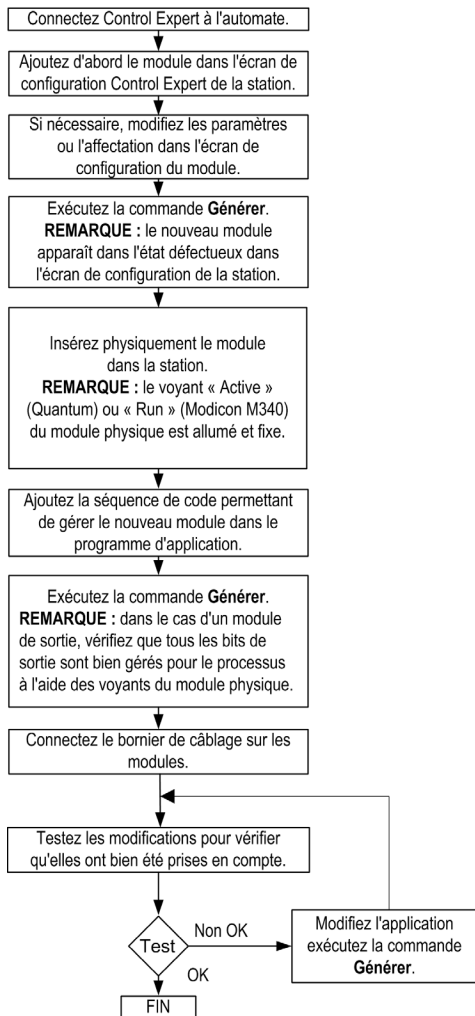 Connectez Control Expert à l'automate.
Ajoutez d'abord le module dans l'écran de
configuration Control Expert de la station.
Si nécessaire, modifiez les paramètres
ou l'affectation dans l'écran de
configuration du module.
Exécutez la commande Générer.
REMARQUE : le nouveau module
apparaît dans l'état défectueux dans
l'écran de configuration de la station.
Insérez physiquement le module
dans la station.
REMARQUE : le voyant « Active »
(Quantum) ou « Run » (Modicon M340)
du module physique est allumé et fixe.
Ajoutez la séquence de code permettant
de gérer le nouveau module dans le
programme d'application.
Exécutez la commande Générer.
REMARQUE : dans le cas d'un module
de sortie, vérifiez que tous les bits de
sortie sont bien gérés pour le processus
à l'aide des voyants du module physique.
Connectez le bornier de câblage sur les
modules.
Testez les modifications pour vérifier
qu'elles ont bien été prises en compte.
Test
Non OK
Modifiez l'application
exécutez la commande
Générer.
OK
FIN